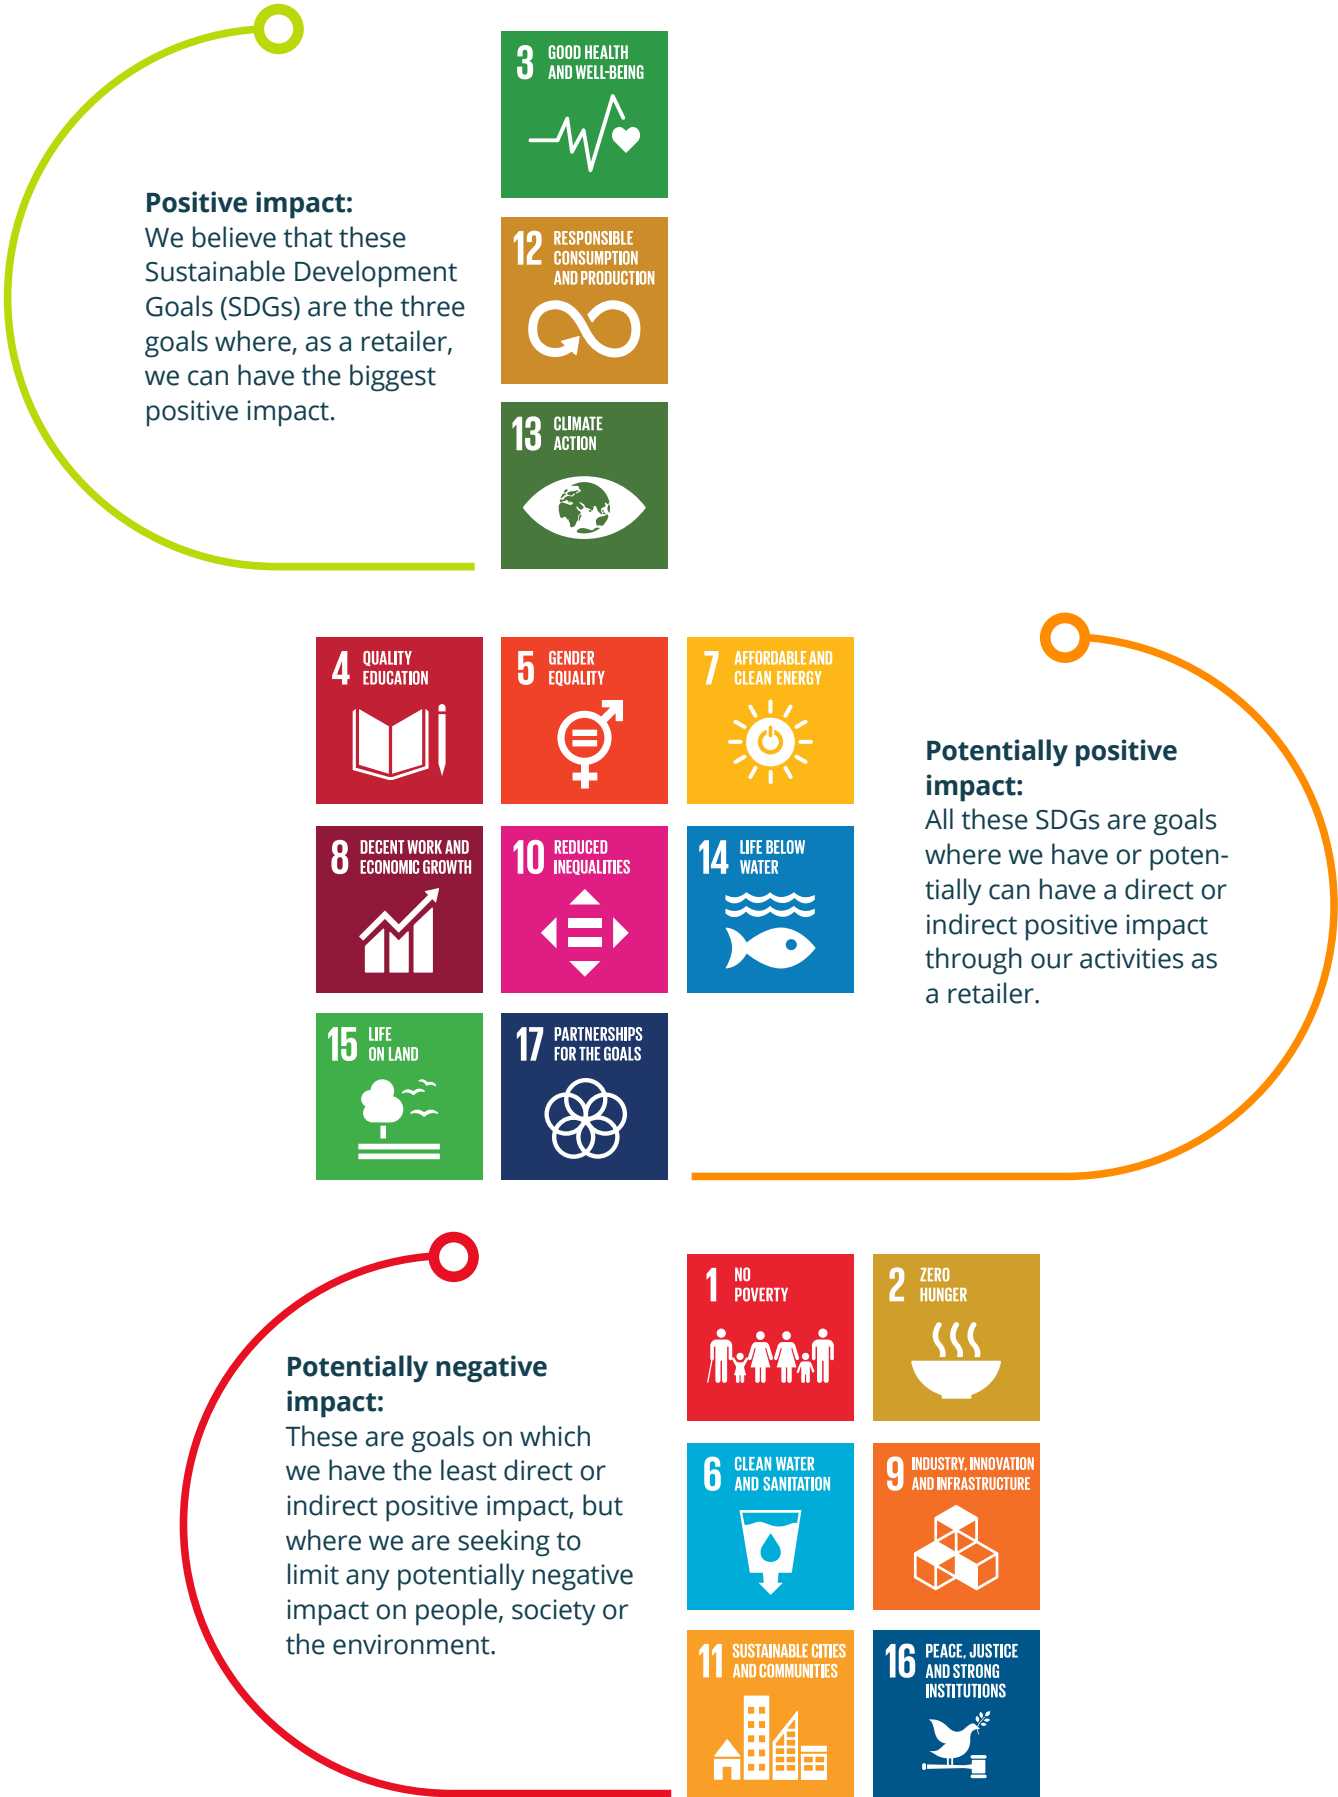 3 GOOD HEALTH
AND WELL-BEING
Positive impact:
We believe that these
Sustainable Development
Goals (SDGs) are the three
goals where, as a retailer,
we can have the biggest
positive impact.
12 RESPONSIBLE
CONSUMPTION
AND PRODUCTION
13 CLIMATE
ACTION
4 QUALITY
EDUCATION
5 GENDER
EQUALITY
7 AFFORDABLE AND
CLEAN ENERGY
8 DECENT WORK AND
ECONOMIC GROWTH
10 REDUCED
INEQUALITIES
14 LIFE BELOW
WATER
15 LIFE
ON LAND
17 PARTNERSHIPS
FOR THE GOALS
Potentially positive
impact:
All these SDGs are goals
where we have or poten-
tially can have a direct or
indirect positive impact
through our activities as
a retailer.
Potentially negative
impact:
These are goals on which
we have the least direct or
indirect positive impact, but
where we are seeking to
limit any potentially negative
impact on people, society or
the environment.
1 NO
POVERTY
2 ZERO
HUNGER
6 CLEAN WATER
AND SANITATION
9 INDUSTRY, INNOVATION
AND INFRASTRUCTURE
11 SUSTAINABLE CITIES
AND COMMUNITIES
16 PEACE, JUSTICE
AND STRONG
INSTITUTIONS